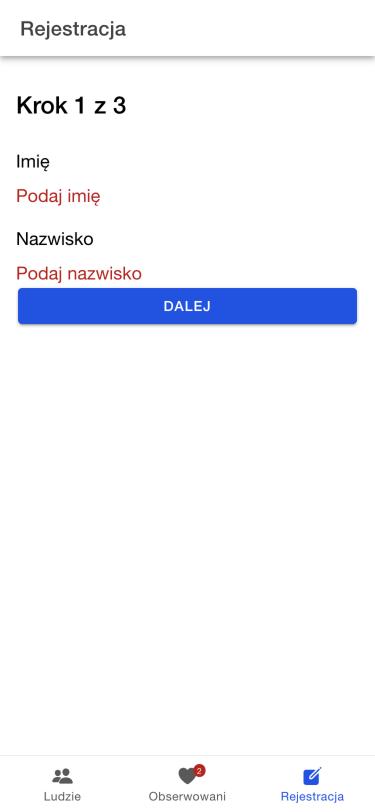 Rejestracja
Krok 1 z 3
Imię
Podaj imię
Nazwisko
Podaj nazwisko
DALEJ
2
Ludzie
Obserwowani
Rejestracja